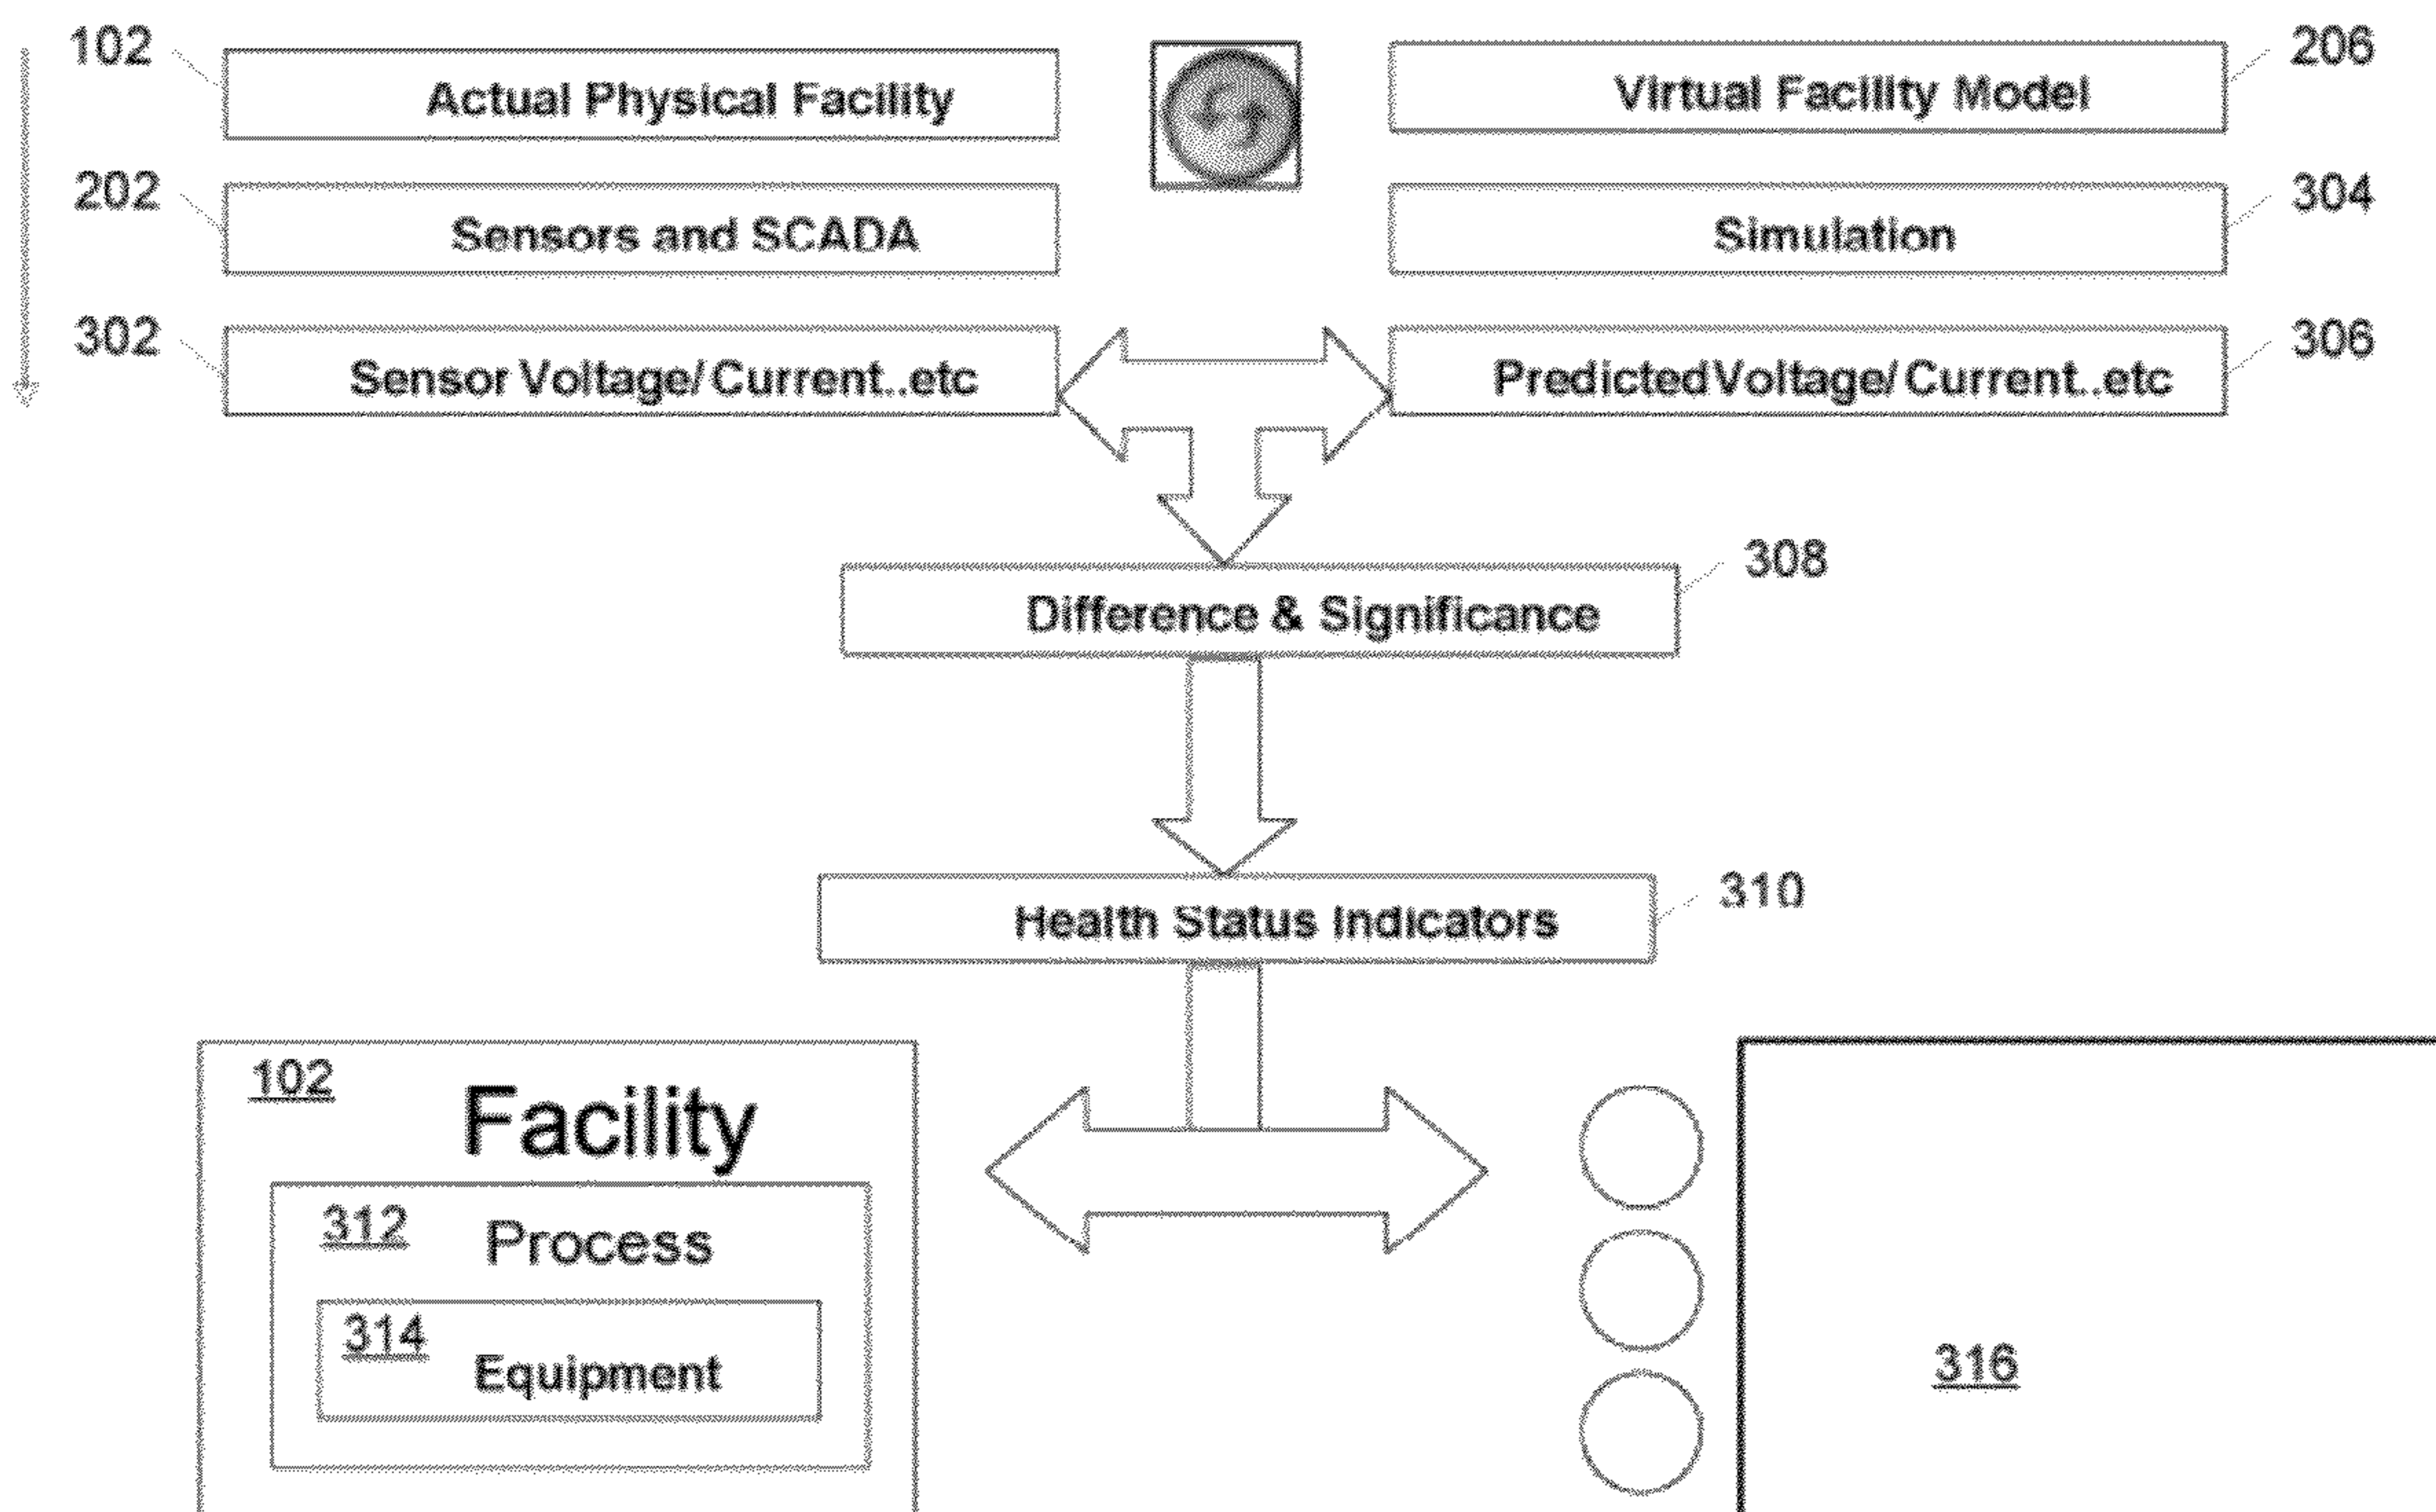 102 Actual Physical Facility
Virtual Facility Model 206
202 Sensors and SCADA
Simulation 304
302 Sensor Voltage/Current..etc
Predicted Voltage/Current..etc 306
Difference & Significance 308
Health Status Indicators 310
102
Facility
312
Process
314
Equipment
316